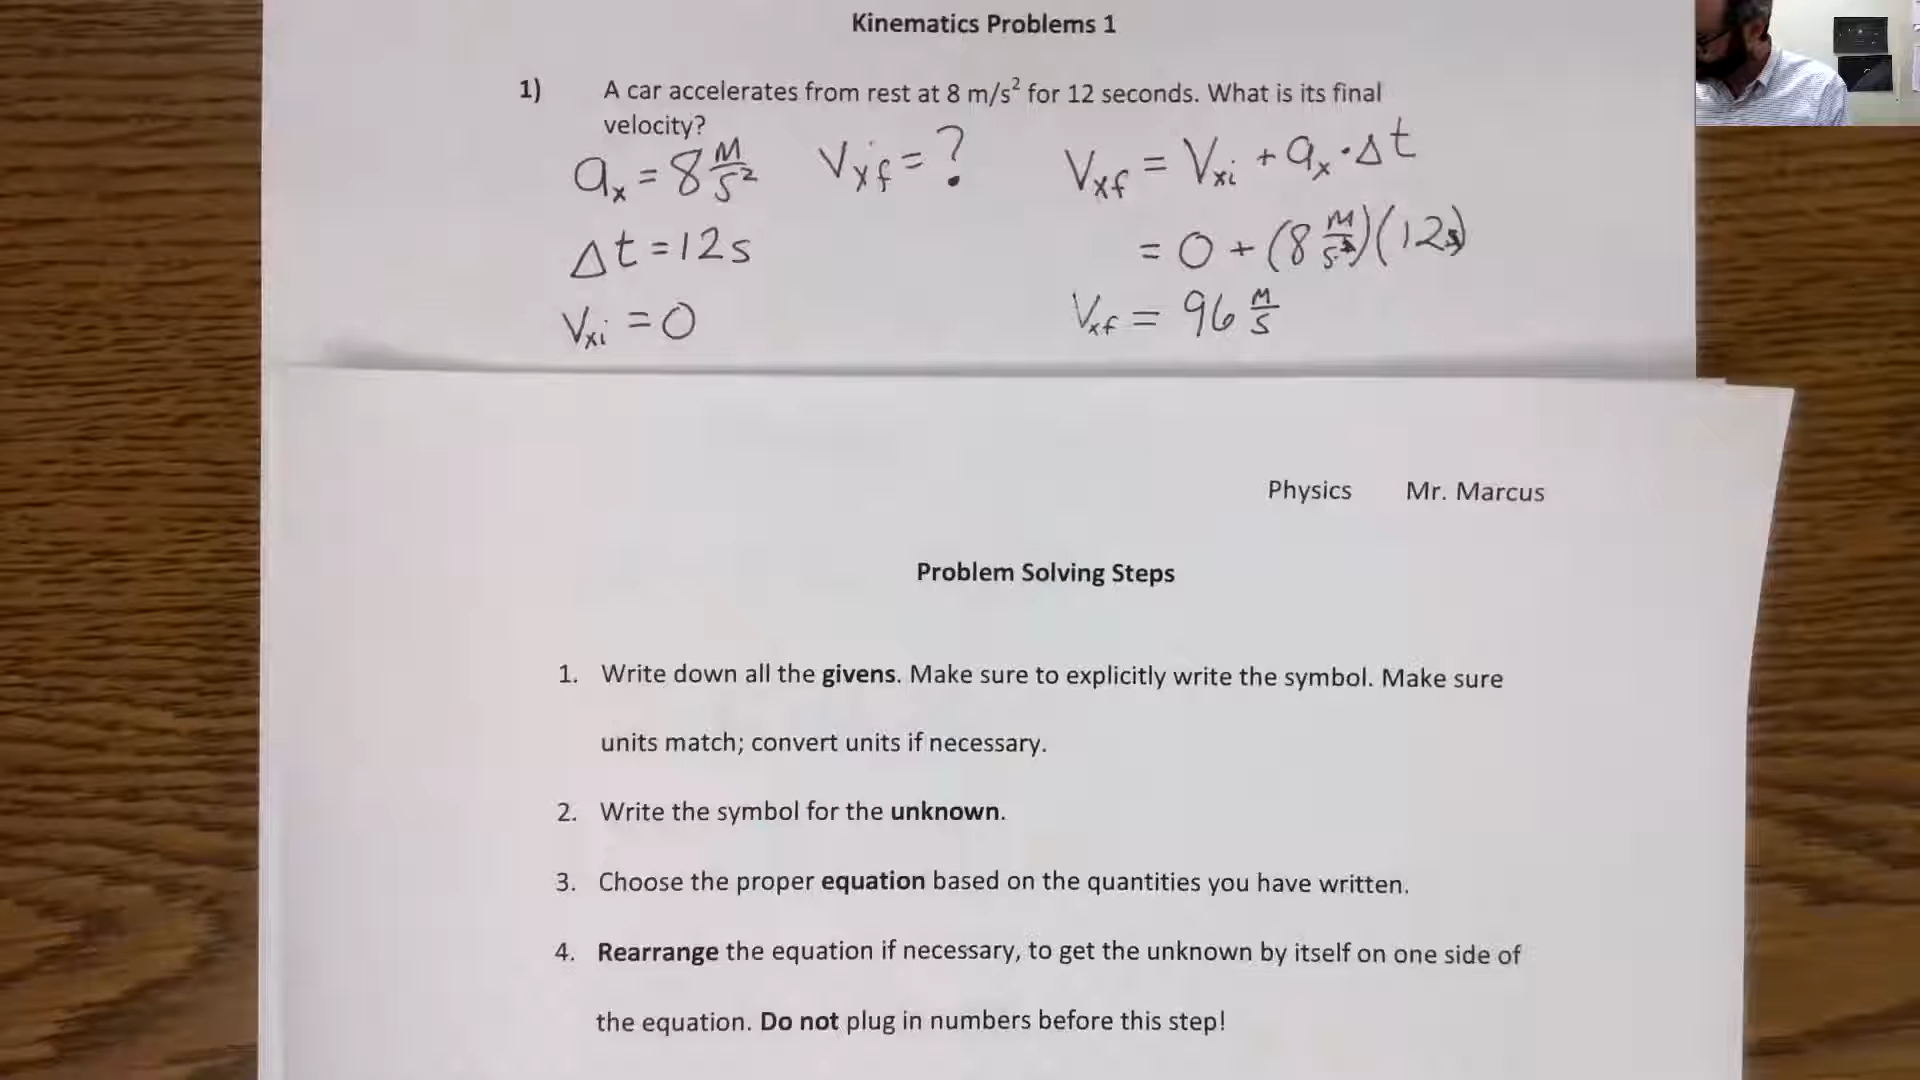 Kinematics Problems 1
1) A car accelerates from rest at 8 m/s² for 12 seconds. What is its final
velocity?
aₓ = 8 M/S² Vxf = ? Vxf = Vxi + aₓ · Δt
Δt = 12s = 0 + (8 M/S²)(12s)
Vxi = 0 Vxf = 96 M/S
Physics Mr. Marcus
Problem Solving Steps
1. Write down all the givens. Make sure to explicitly write the symbol. Make sure
units match; convert units if necessary.
2. Write the symbol for the unknown.
3. Choose the proper equation based on the quantities you have written.
4. Rearrange the equation if necessary, to get the unknown by itself on one side of
the equation. Do not plug in numbers before this step!